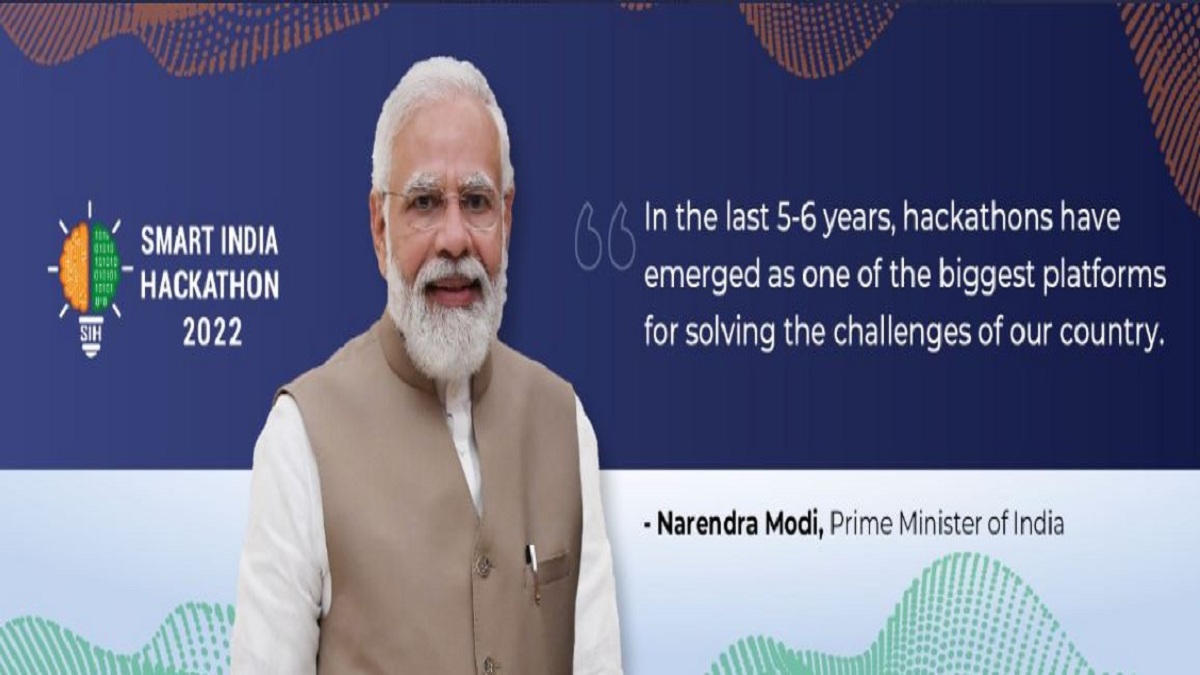 SMART INDIA
HACKATHON
2022
SIH
“In the last 5-6 years, hackathons have
emerged as one of the biggest platforms
for solving the challenges of our country.
- Narendra Modi, Prime Minister of India